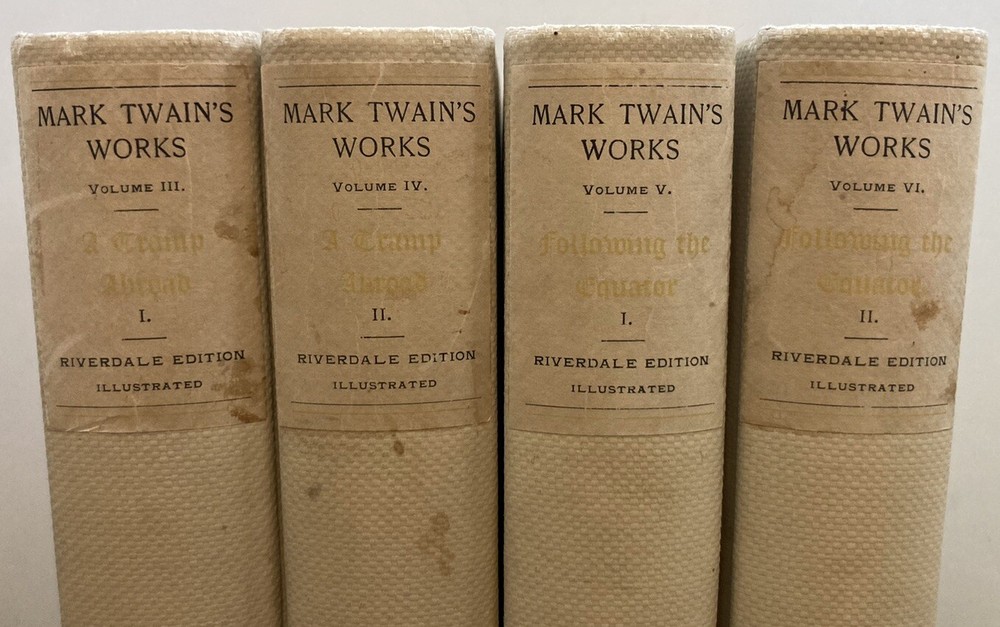 MARK TWAIN'S
WORKS
VOLUME III.
A Tramp
Abroad
I.
RIVERDALE EDITION
ILLUSTRATED
MARK TWAIN'S
WORKS
VOLUME IV.
A Tramp
Abroad
II.
RIVERDALE EDITION
ILLUSTRATED
MARK TWAIN'S
WORKS
VOLUME V.
Following the
Equator
I.
RIVERDALE EDITION
ILLUSTRATED
MARK TWAIN'S
WORKS
VOLUME VI.
Following the
Equator
II.
RIVERDALE EDITION
ILLUSTRATED